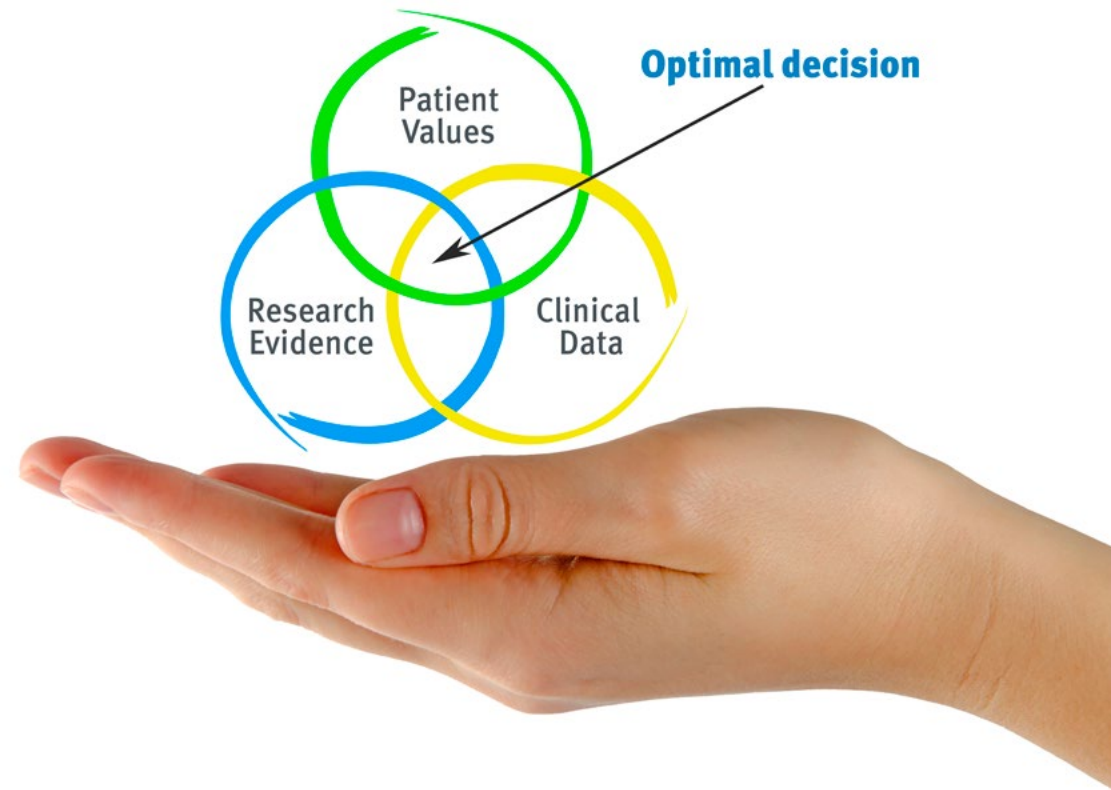 Optimal decision
Patient
Values
Research
Evidence
Clinical
Data